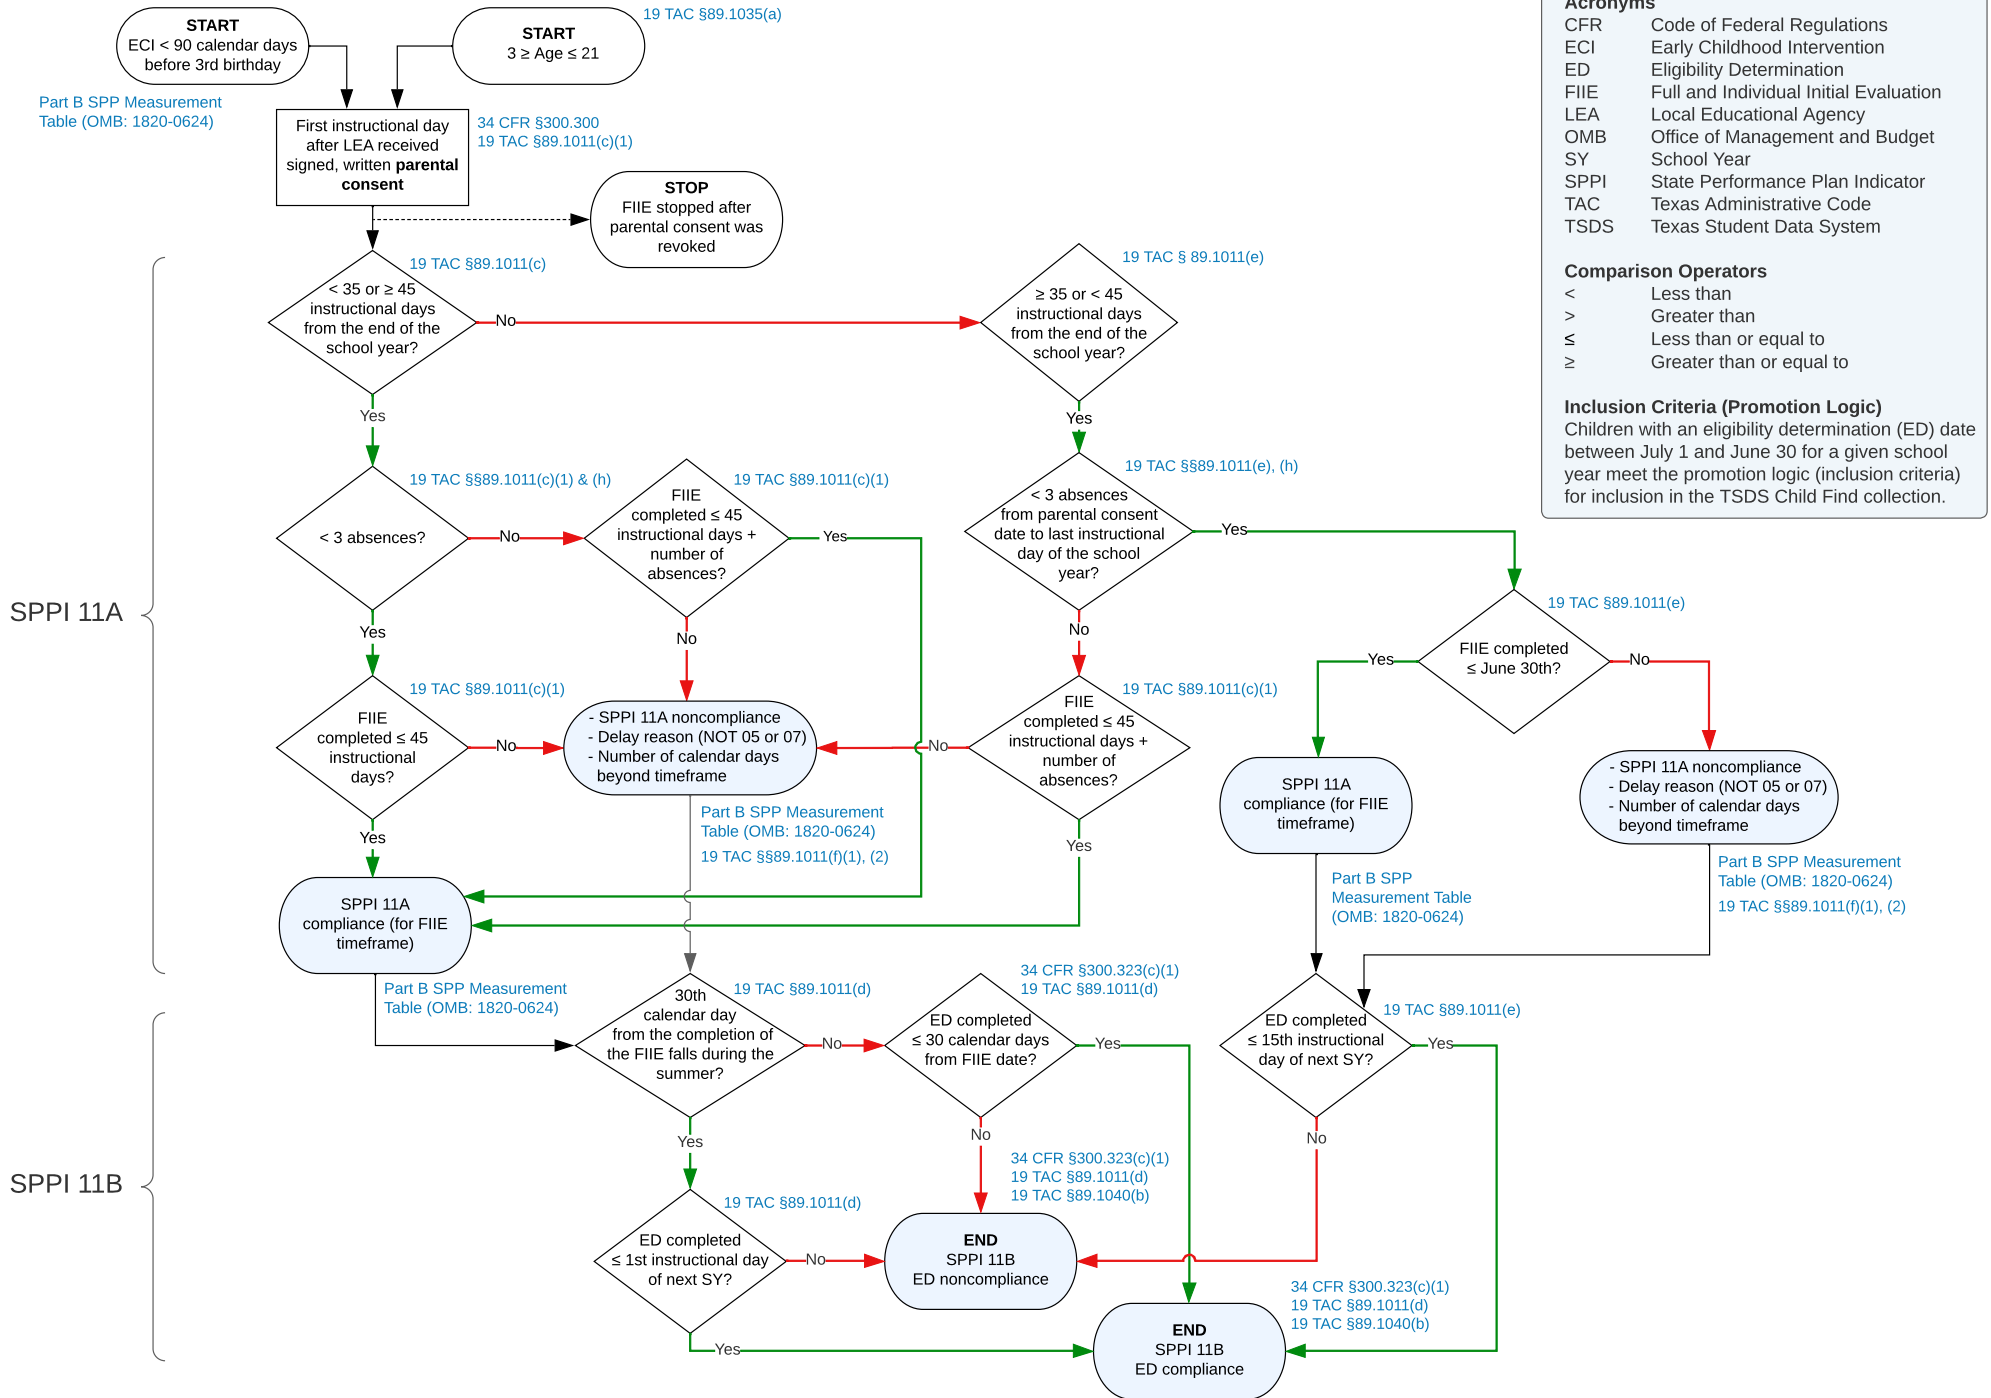 START
ECI < 90 calendar days
before 3rd birthday
START
3 ≥ Age ≤ 21
19 TAC §89.1035(a)
Part B SPP Measurement
Table (OMB: 1820-0624)
First instructional day
after LEA received
signed, written parental
consent
34 CFR §300.300
19 TAC §89.1011(c)(1)
STOP
FIIE stopped after
parental consent was
revoked
Acronyms
CFR Code of Federal Regulations
ECI Early Childhood Intervention
ED Eligibility Determination
FIIE Full and Individual Initial Evaluation
LEA Local Educational Agency
OMB Office of Management and Budget
SY School Year
SPPI State Performance Plan Indicator
TAC Texas Administrative Code
TSDS Texas Student Data System
Comparison Operators
< Less than
> Greater than
≤ Less than or equal to
≥ Greater than or equal to
Inclusion Criteria (Promotion Logic)
Children with an eligibility determination (ED) date
between July 1 and June 30 for a given school
year meet the promotion logic (inclusion criteria)
for inclusion in the TSDS Child Find collection.
SPPI 11A
19 TAC §89.1011(c)
< 35 or ≥ 45
instructional days
from the end of the
school year?
No
Yes
19 TAC § 89.1011(e)
≥ 35 or < 45
instructional days
from the end of the
school year?
Yes
19 TAC §§89.1011(c)(1) & (h)
< 3 absences?
No
Yes
19 TAC §89.1011(c)(1)
FIIE
completed ≤ 45
instructional days +
number of
absences?
Yes
No
19 TAC §§89.1011(e), (h)
< 3 absences
from parental consent
date to last instructional
day of the school
year?
Yes
No
19 TAC §89.1011(e)
FIIE completed
≤ June 30th?
Yes
No
19 TAC §89.1011(c)(1)
FIIE
completed ≤ 45
instructional
days?
No
Yes
- SPPI 11A noncompliance
- Delay reason (NOT 05 or 07)
- Number of calendar days
beyond timeframe
Part B SPP Measurement
Table (OMB: 1820-0624)
19 TAC §§89.1011(f)(1), (2)
19 TAC §89.1011(c)(1)
FIIE
completed ≤ 45
instructional days +
number of
absences?
No
Yes
SPPI 11A
compliance (for FIIE
timeframe)
Part B SPP
Measurement Table
(OMB: 1820-0624)
- SPPI 11A noncompliance
- Delay reason (NOT 05 or 07)
- Number of calendar days
beyond timeframe
Part B SPP Measurement
Table (OMB: 1820-0624)
19 TAC §§89.1011(f)(1), (2)
SPPI 11A
compliance (for FIIE
timeframe)
Part B SPP Measurement
Table (OMB: 1820-0624)
SPPI 11B
19 TAC §89.1011(d)
30th
calendar day
from the completion of
the FIIE falls during the
summer?
No
Yes
34 CFR §300.323(c)(1)
19 TAC §89.1011(d)
ED completed
≤ 30 calendar days
from FIIE date?
Yes
No
19 TAC §89.1011(e)
ED completed
≤ 15th instructional
day of next SY?
Yes
No
19 TAC §89.1011(d)
ED completed
≤ 1st instructional day
of next SY?
No
Yes
34 CFR §300.323(c)(1)
19 TAC §89.1011(d)
19 TAC §89.1040(b)
END
SPPI 11B
ED noncompliance
34 CFR §300.323(c)(1)
19 TAC §89.1011(d)
19 TAC §89.1040(b)
END
SPPI 11B
ED compliance